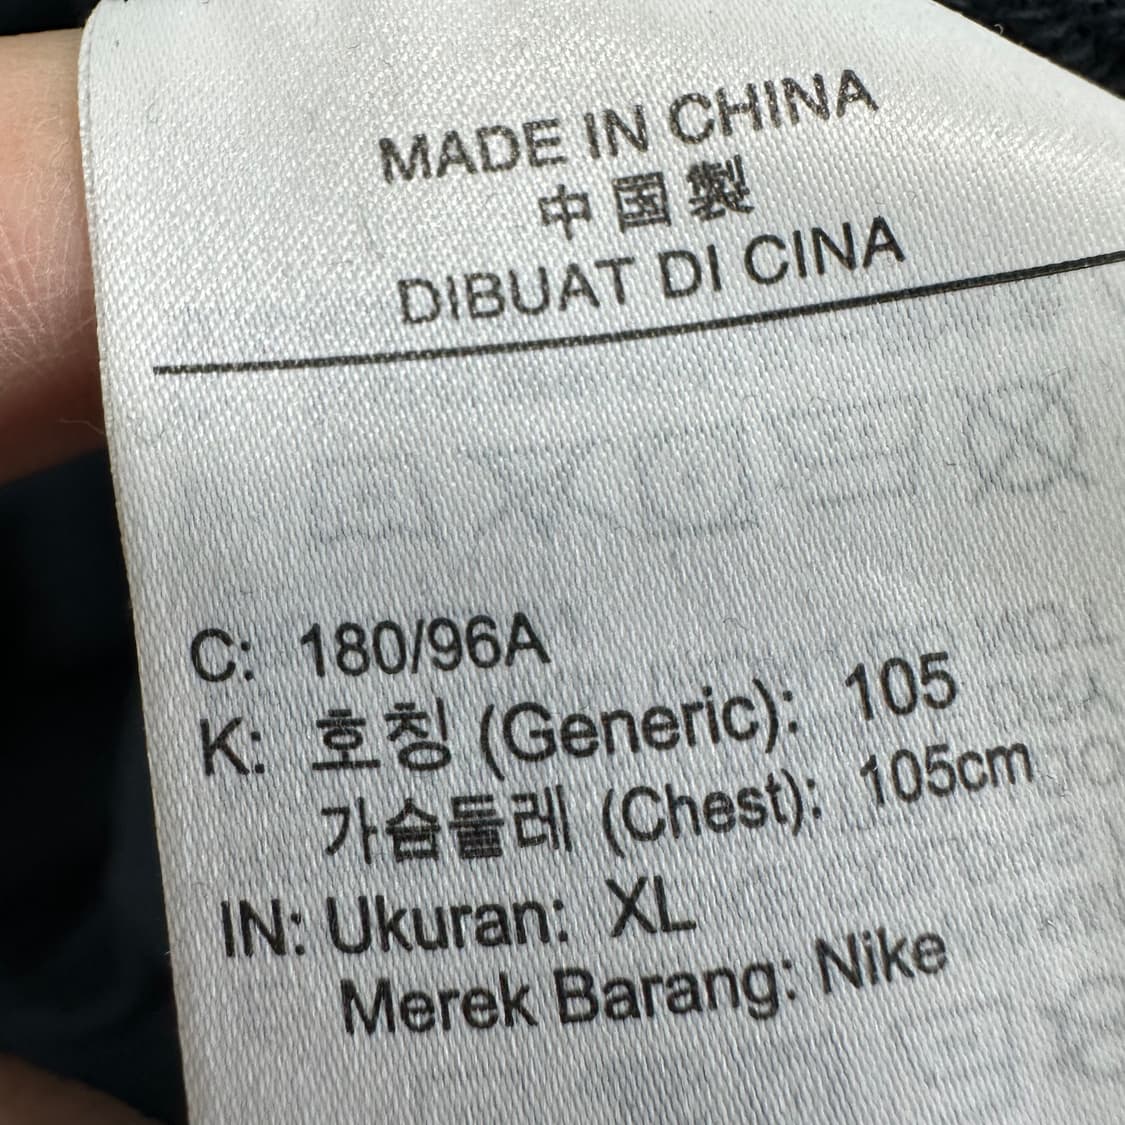 MADE IN CHINA
中国製
DIBUAT DI CINA
C: 180/96A
K: 호칭 (Generic): 105
가슴둘레 (Chest): 105cm
IN: Ukuran: XL
Merek Barang: Nike